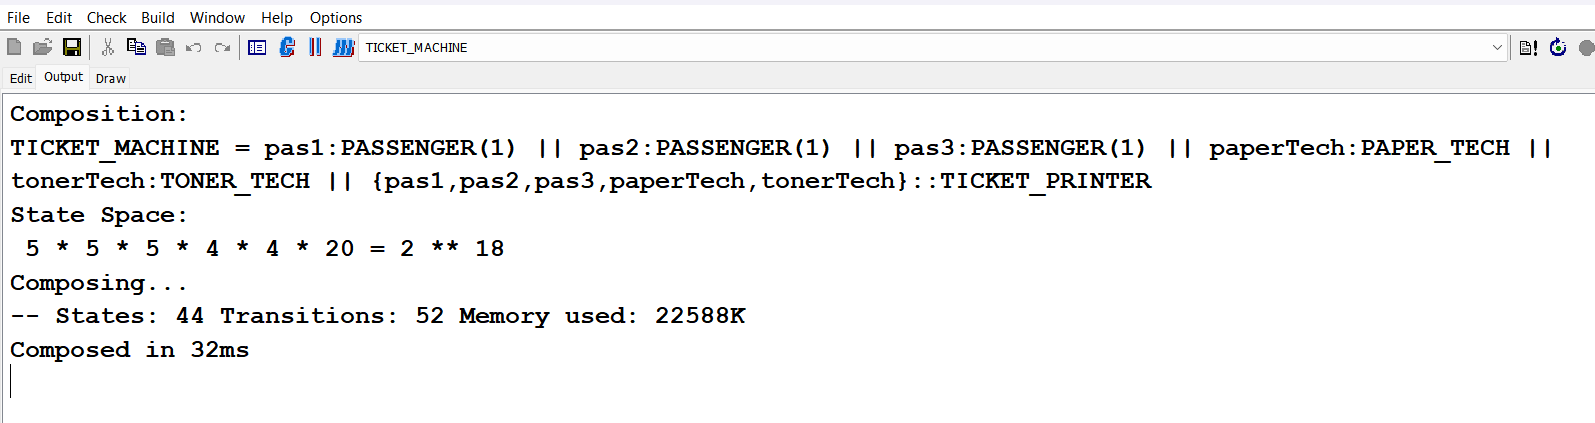 File Edit Check Build Window Help Options
TICKET_MACHINE
Edit Output Draw
Composition:
TICKET_MACHINE = pas1:PASSENGER(1) || pas2:PASSENGER(1) || pas3:PASSENGER(1) || paperTech:PAPER_TECH ||
tonerTech:TONER_TECH || {pas1,pas2,pas3,paperTech,tonerTech}::TICKET_PRINTER
State Space:
5 * 5 * 5 * 4 * 4 * 20 = 2 ** 18
Composing...
-- States: 44 Transitions: 52 Memory used: 22588K
Composed in 32ms